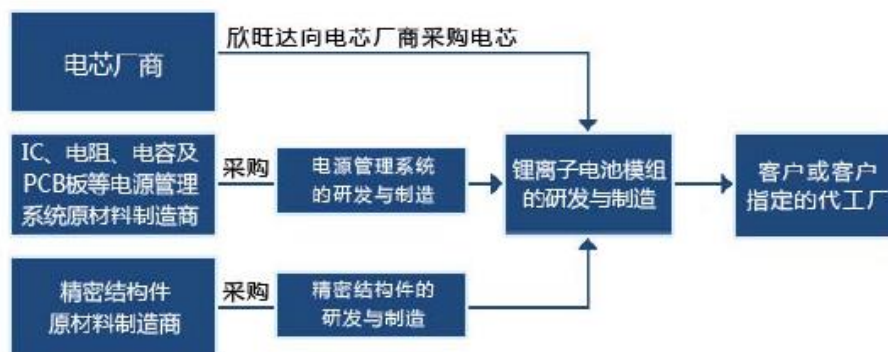 欣旺达向电芯厂商采购电芯
电芯厂商
IC、电阻、电容及
PCB板等电源管理
系统原材料制造商
采购
电源管理系统
的研发与制造
锂离子电池模组
的研发与制造
客户或客户
指定的代工厂
精密结构件
原材料制造商
采购
精密结构件的
研发与制造